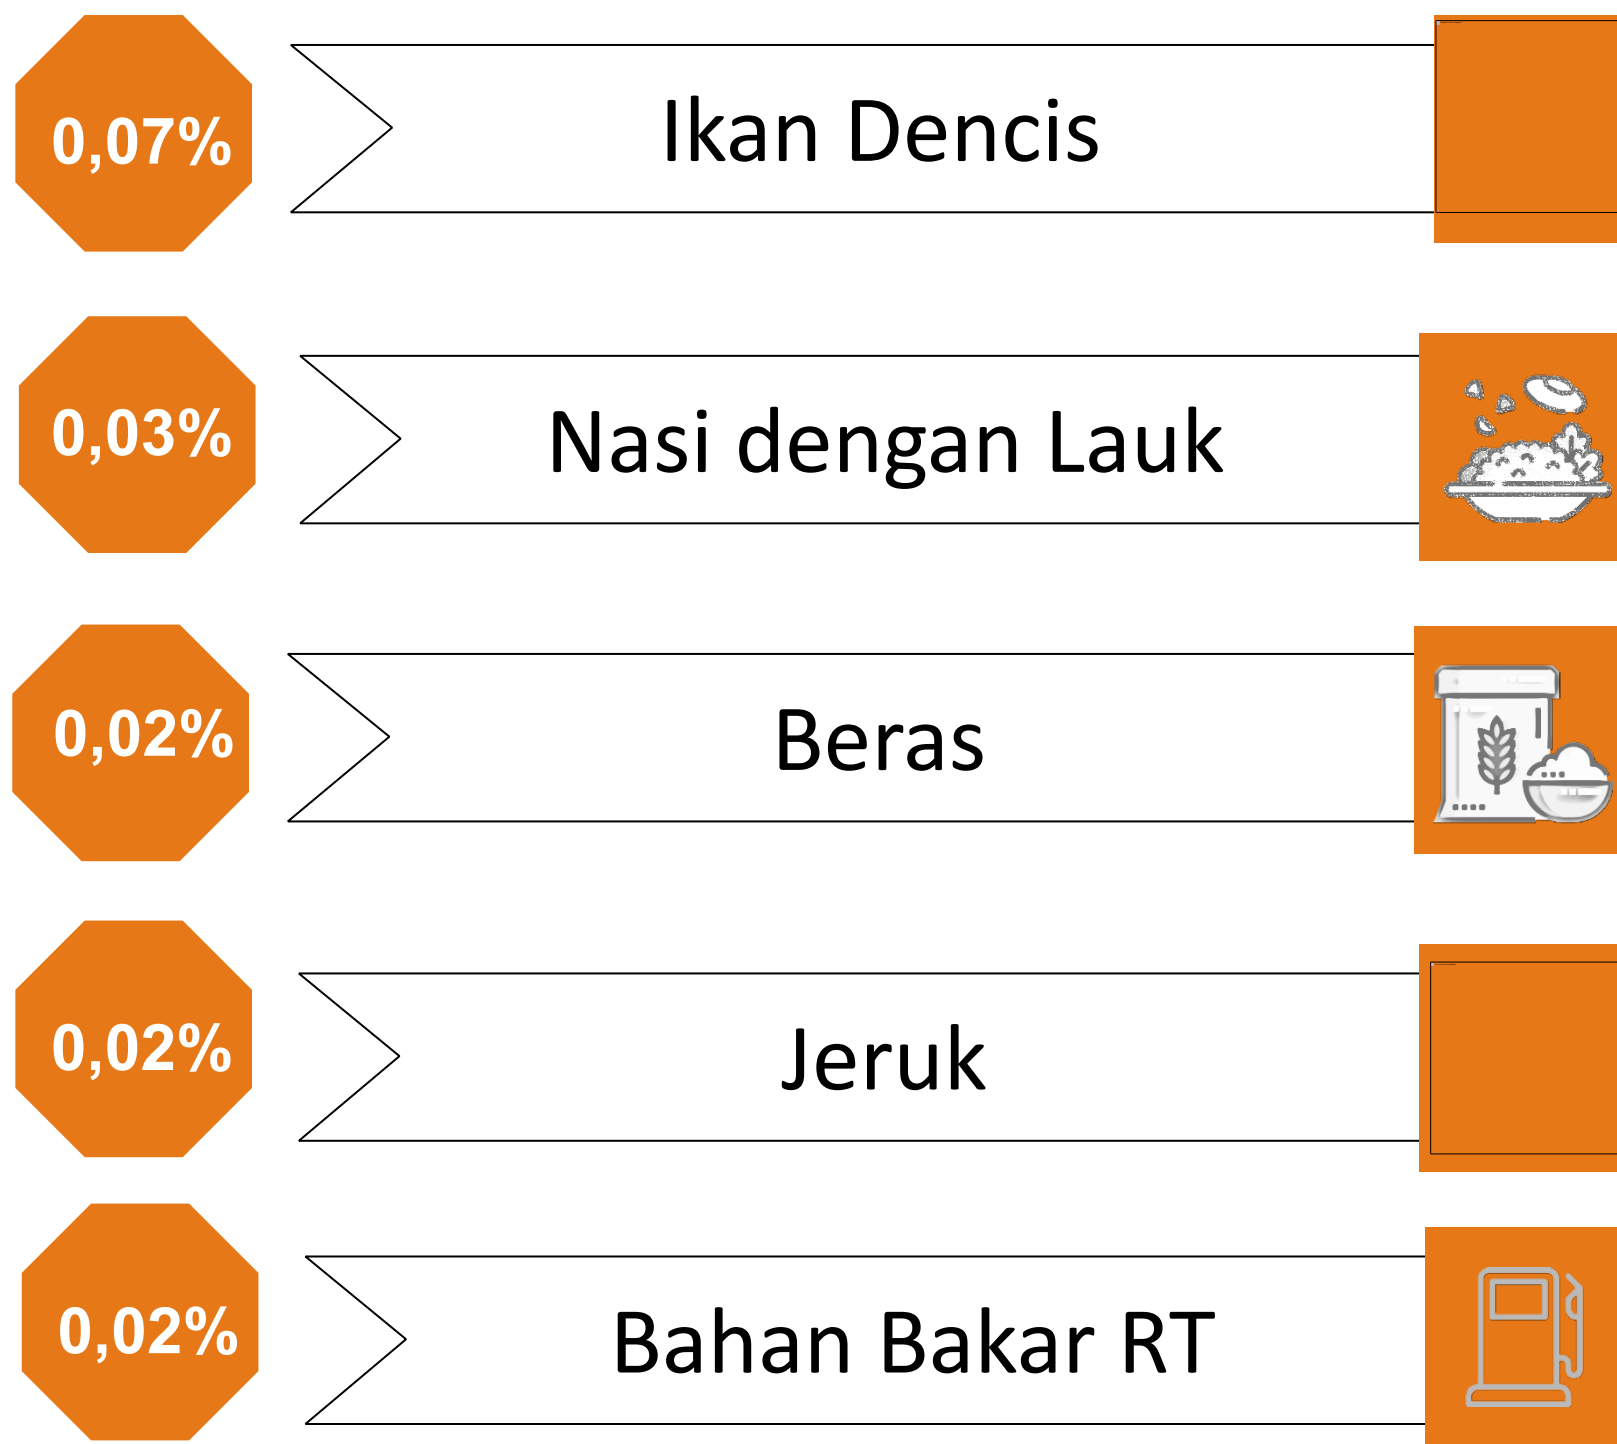 0,07%
Ikan Dencis
0,03%
Nasi dengan Lauk
0,02%
Beras
0,02%
Jeruk
0,02%
Bahan Bakar RT